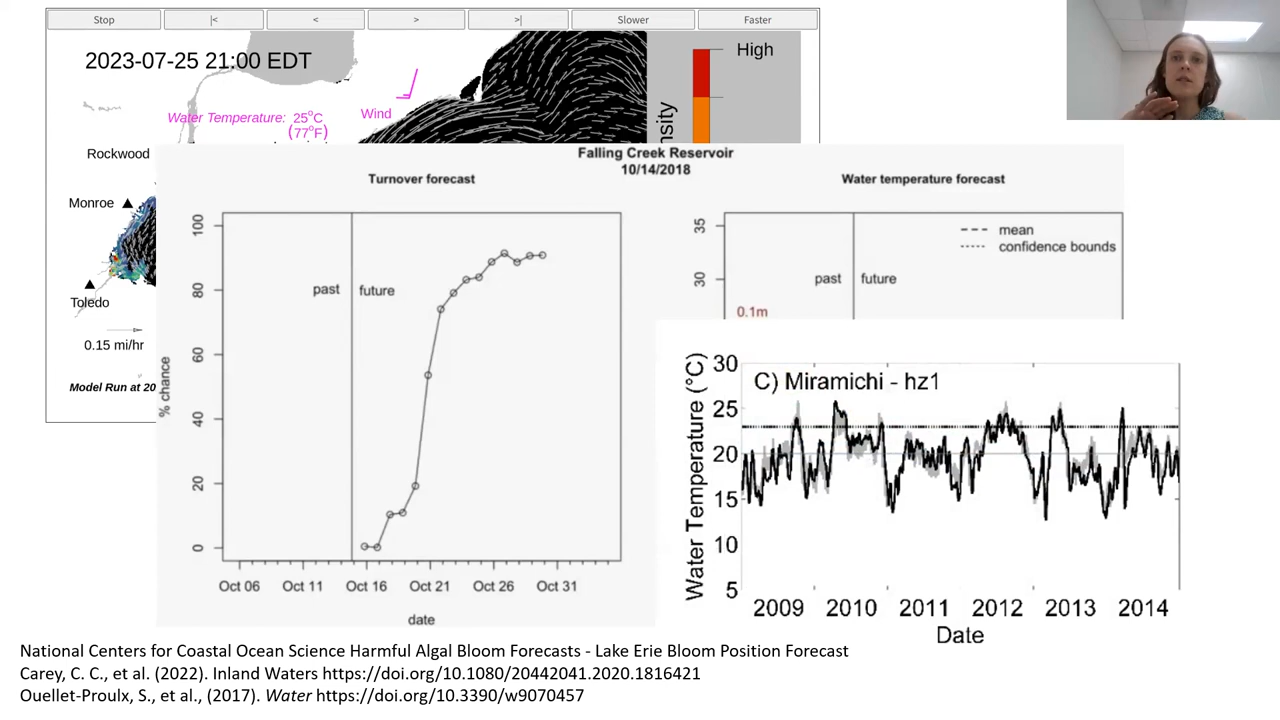 Stop |< < > >| Slower Faster
2023-07-25 21:00 EDT
High
Wind
Water Temperature: 25°C
(77°F)
nsity
Rockwood
Monroe
Toledo
0.15 mi/hr
Model Run at 20
Falling Creek Reservoir
10/14/2018
Turnover forecast
% chance
100
80
60
40
20
0
past
future
Oct 06 Oct 11 Oct 16 Oct 21 Oct 26 Oct 31
date
Water temperature forecast
35
30
mean
confidence bounds
past
future
0.1m
C) Miramichi - hz1
Water Temperature (°C)
30
25
20
15
10
5
2009 2010 2011 2012 2013 2014
Date
National Centers for Coastal Ocean Science Harmful Algal Bloom Forecasts - Lake Erie Bloom Position Forecast
Carey, C. C., et al. (2022). Inland Waters https://doi.org/10.1080/20442041.2020.1816421
Ouellet-Proulx, S., et al., (2017). Water https://doi.org/10.3390/w9070457